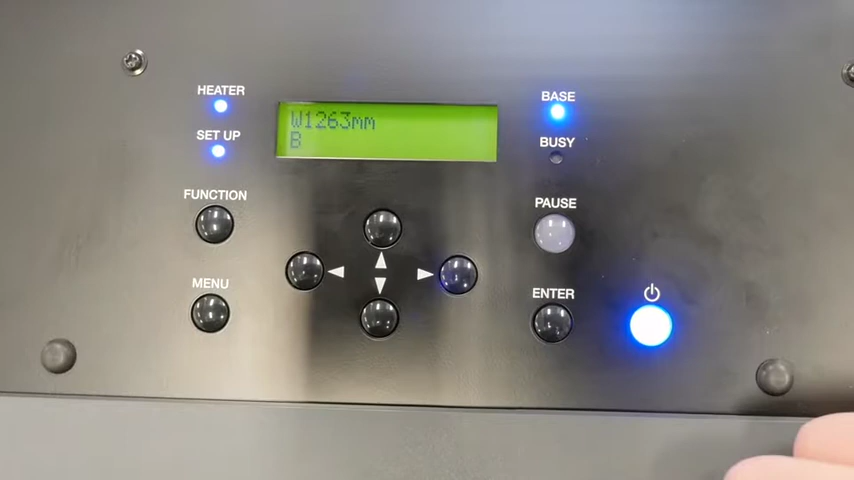 HEATER
SET UP
W1263mm
B
BASE
BUSY
FUNCTION
PAUSE
MENU
ENTER